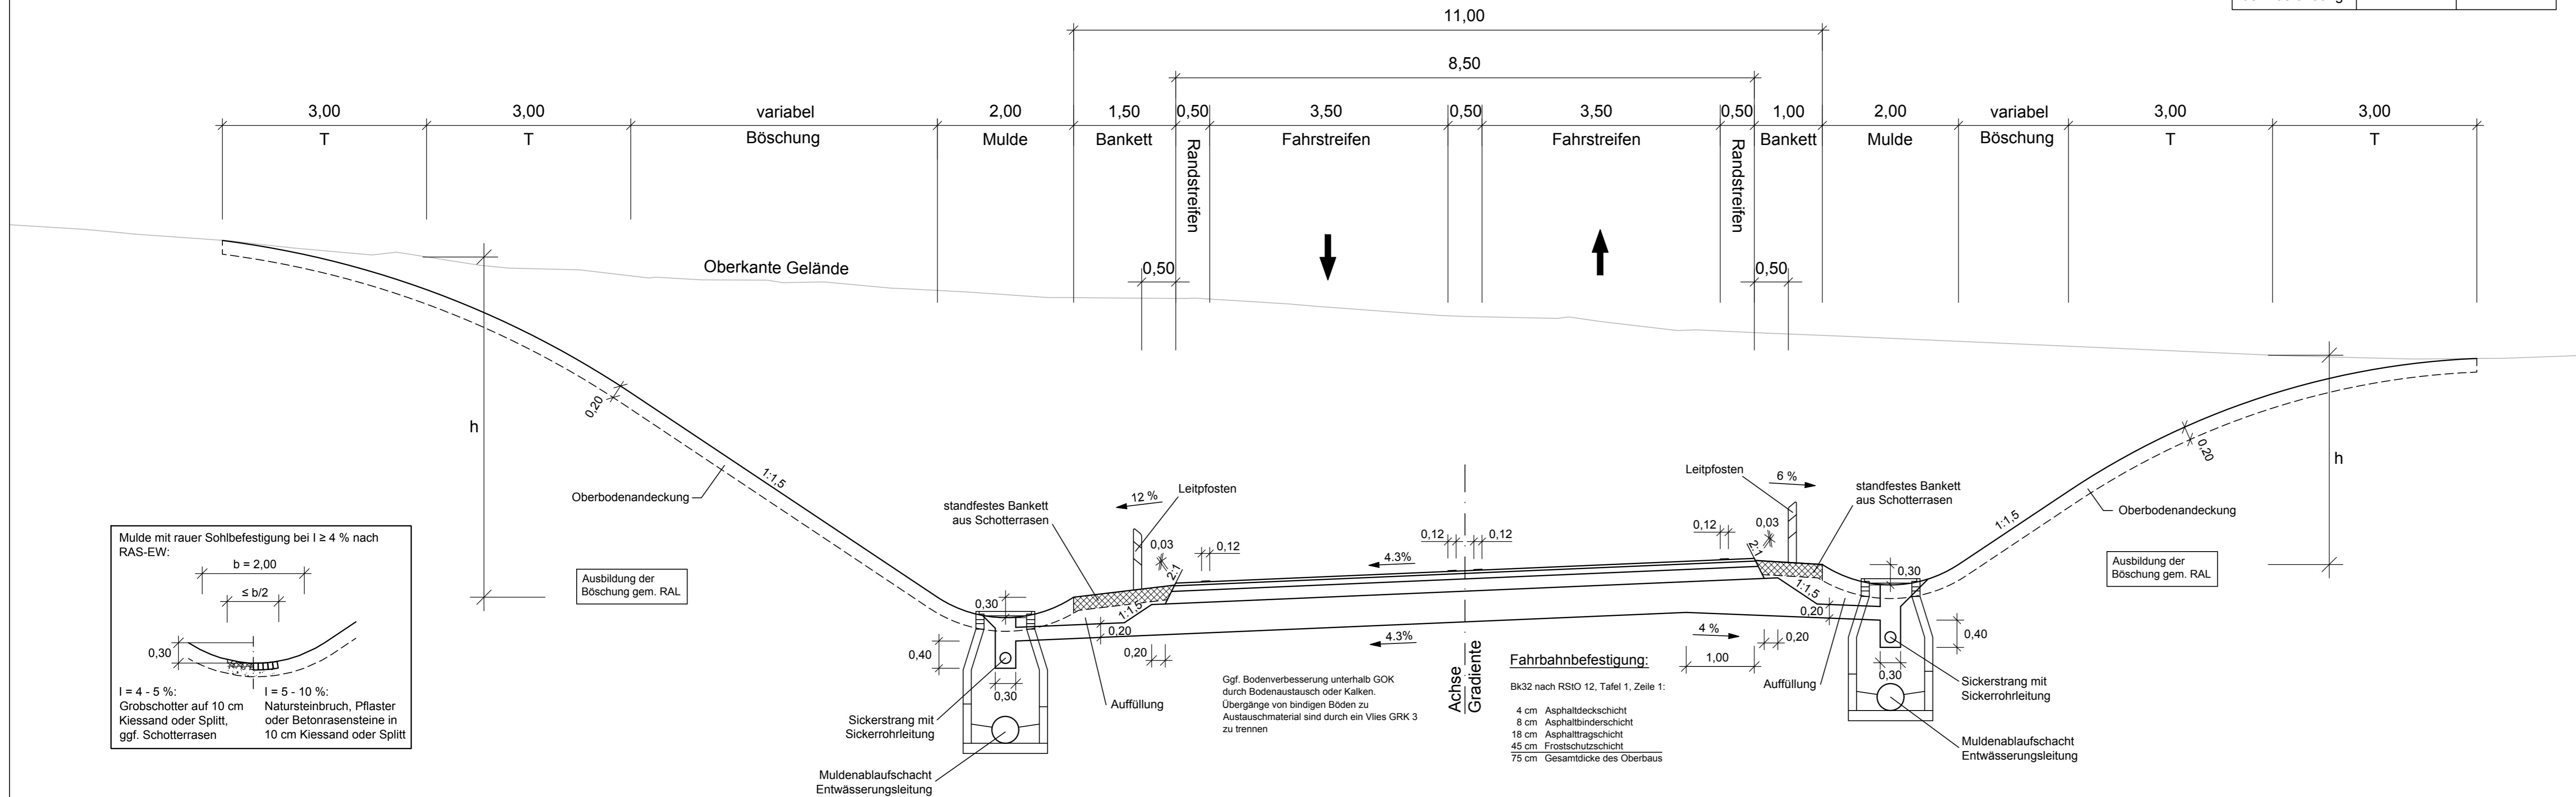 11,00
8,50
3,00 3,00 variabel 2,00 1,50 0,50 3,50 0,50 3,50 0,50 1,00 2,00 variabel 3,00 3,00
T T Böschung Mulde Bankett Randstreifen Fahrstreifen Fahrstreifen Randstreifen Bankett Mulde Böschung T T
Oberkante Gelände
0,50 0,50
0,20
h
1:1,5
Oberbodenandeckung
Ausbildung der
Böschung gem. RAL
Mulde mit rauer Sohlbefestigung bei I ≥ 4 % nach
RAS-EW:
b = 2,00
≤ b/2
0,30
I = 4 - 5 %:
Grobschotter auf 10 cm
Kiessand oder Splitt,
ggf. Schotterrasen
I = 5 - 10 %:
Natursteinbruch, Pflaster
oder Betonrasensteine in
10 cm Kiessand oder Splitt
standfestes Bankett
aus Schotterrasen
12 %
Leitpfosten
0,03
0,12
2:1
0,30
1:1,5
0,20
0,20
0,40
0,30
Sickerstrang mit
Sickerrohrleitung
Muldenablaufschacht
Entwässerungsleitung
Auffüllung
4.3%
0,12 0,12
4.3%
Ggf. Bodenverbesserung unterhalb GOK
durch Bodenaustausch oder Kalken.
Übergänge von bindigen Böden zu
Austauschmaterial sind durch ein Vlies GRK 3
zu trennen
Achse
Gradiente
Fahrbahnbefestigung:
Bk32 nach RStO 12, Tafel 1, Zeile 1:
4 cm Asphaltdeckschicht
8 cm Asphaltbinderschicht
18 cm Asphalttragschicht
45 cm Frostschutzschicht
75 cm Gesamtdicke des Oberbaus
Leitpfosten
6 %
standfestes Bankett
aus Schotterrasen
0,12
0,03
2:1
0,30
1:1,5
0,20
4 %
0,20
1,00
0,40
0,30
Auffüllung
Sickerstrang mit
Sickerrohrleitung
Muldenablaufschacht
Entwässerungsleitung
1:1,5
0,20
h
Oberbodenandeckung
Ausbildung der
Böschung gem. RAL